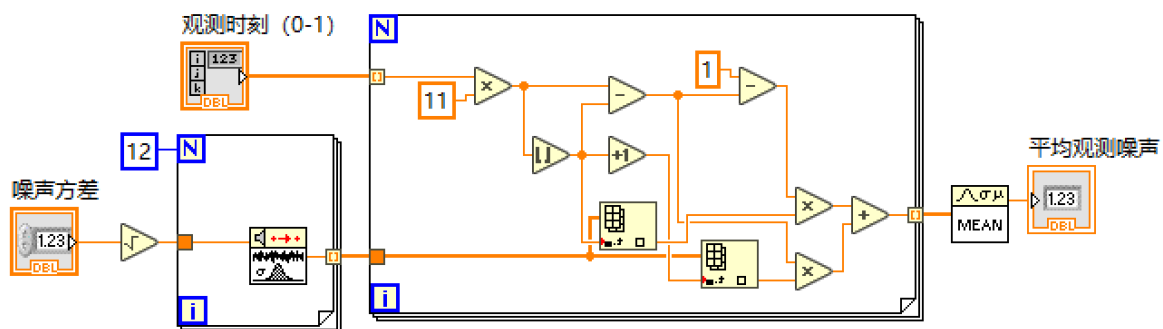 观测时刻 (0-1)
i
j
k
123
DBL
N
11
1
+1
12
N
噪声方差
1.23
DBL
σ
i
i
σμ
MEAN
平均观测噪声
1.23
DBL